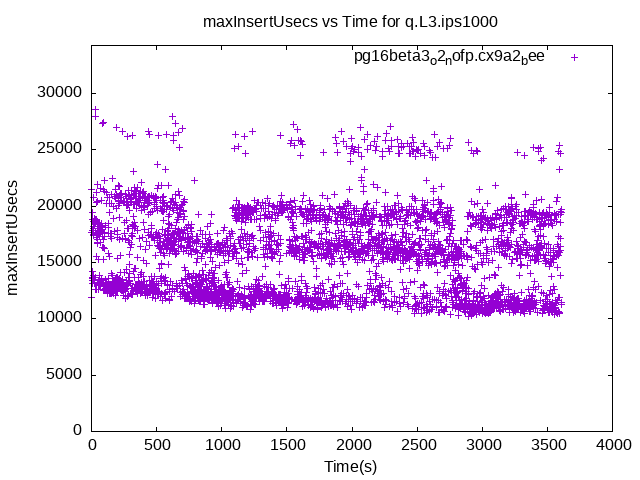 maxInsertUsecs vs Time for q.L3.ips1000
pg16beta3o2nofp.cx9a2bee
30000
25000
20000
15000
10000
5000
0
maxInsertUsecs
0 500 1000 1500 2000 2500 3000 3500 4000
Time(s)